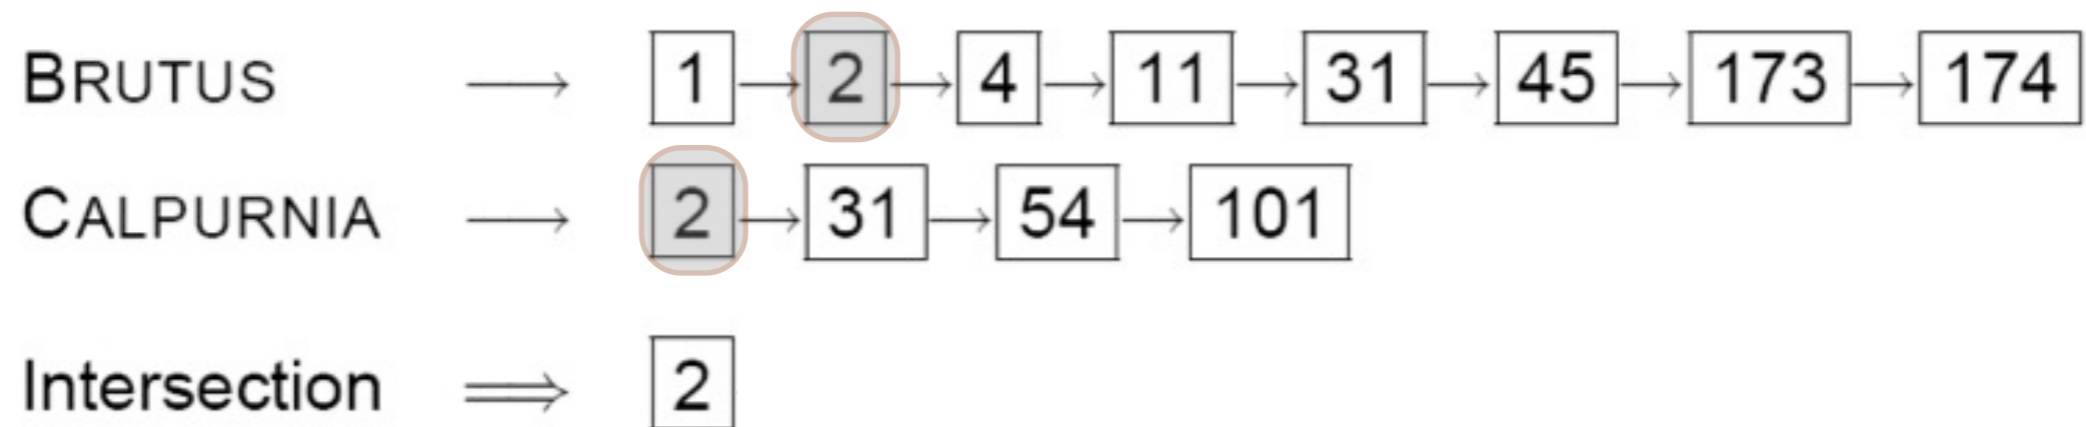 BRUTUS → 1 → 2 → 4 → 11 → 31 → 45 → 173 → 174
CALPURNIA → 2 → 31 → 54 → 101
Intersection ⟹ 2